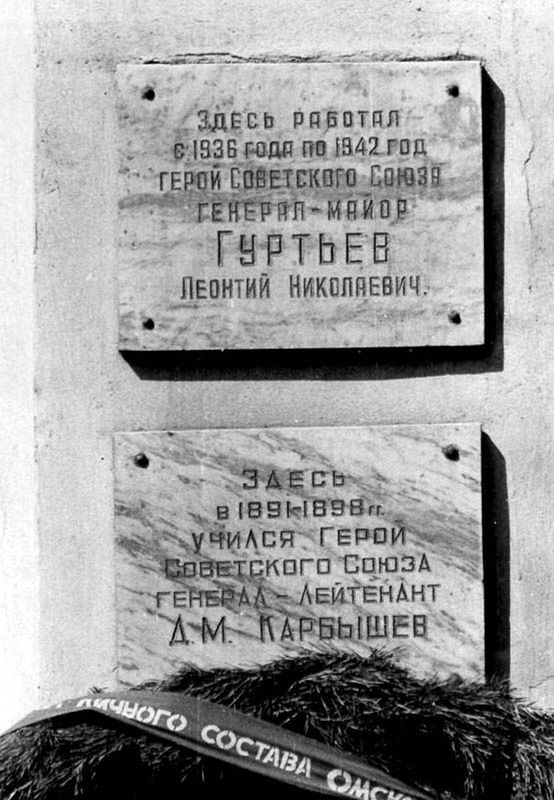 Здесь работал
с 1936 года по 1942 год
Герой Советского Союза
генерал-майор
Гуртьев
Леонтий Николаевич.
Здесь
в 1891-1898 гг.
учился Герой
Советского Союза
генерал-лейтенант
Д.М. Карбышев
личного состава